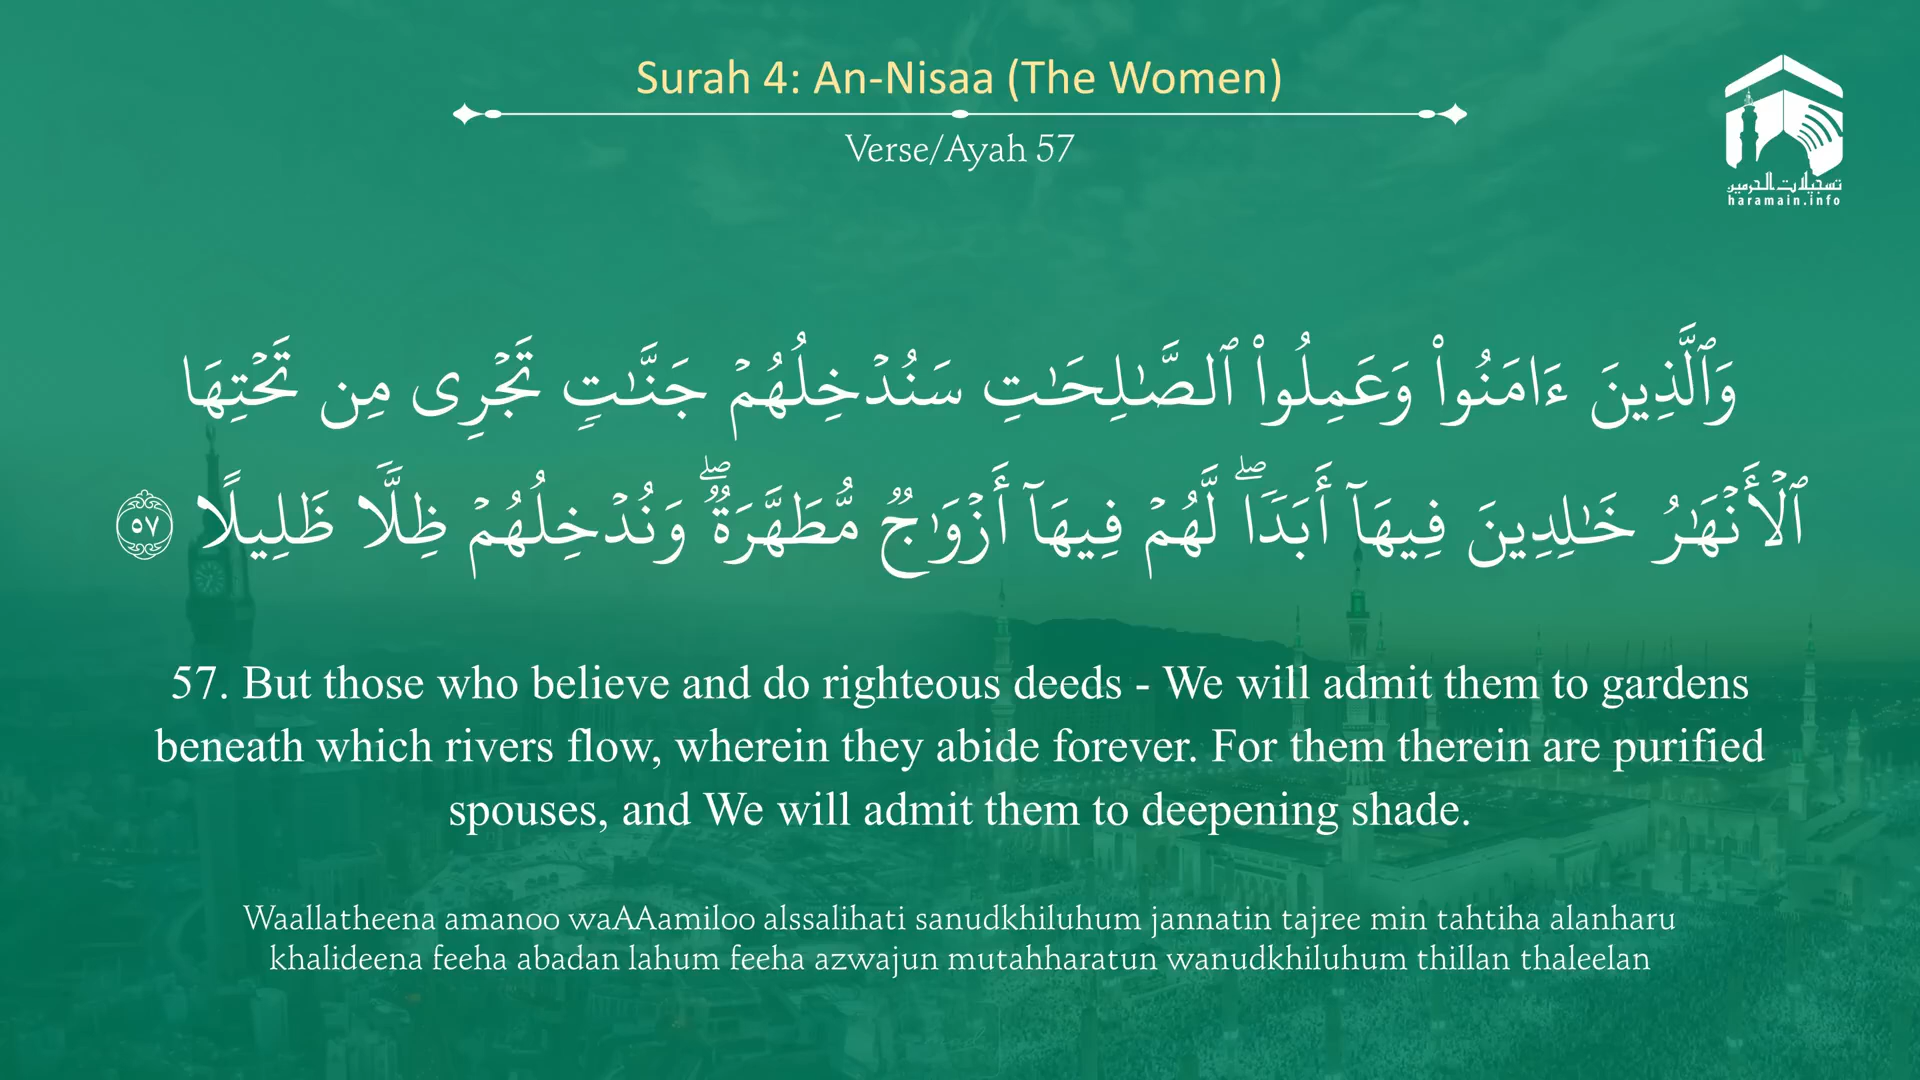 Surah 4: An-Nisaa (The Women)
Verse/Ayah 57
تسجيلات الحرمين
haramain.info
وَٱلَّذِينَ ءَامَنُوا۟ وَعَمِلُوا۟ ٱلصَّـٰلِحَـٰتِ سَنُدْخِلُهُمْ جَنَّـٰتٍ تَجْرِى مِن تَحْتِهَا
ٱلْأَنْهَـٰرُ خَـٰلِدِينَ فِيهَآ أَبَدًا ۖ لَّهُمْ فِيهَآ أَزْوَٰجٌ مُّطَهَّرَةٌ ۖ وَنُدْخِلُهُمْ ظِلًّا ظَلِيلًا ٥٧
57. But those who believe and do righteous deeds - We will admit them to gardens
beneath which rivers flow, wherein they abide forever. For them therein are purified
spouses, and We will admit them to deepening shade.
Waallatheena amanoo waAAamiloo alssalihati sanudkhiluhum jannatin tajree min tahtiha alanharu
khalideena feeha abadan lahum feeha azwajun mutahharatun wanudkhiluhum thillan thaleelan